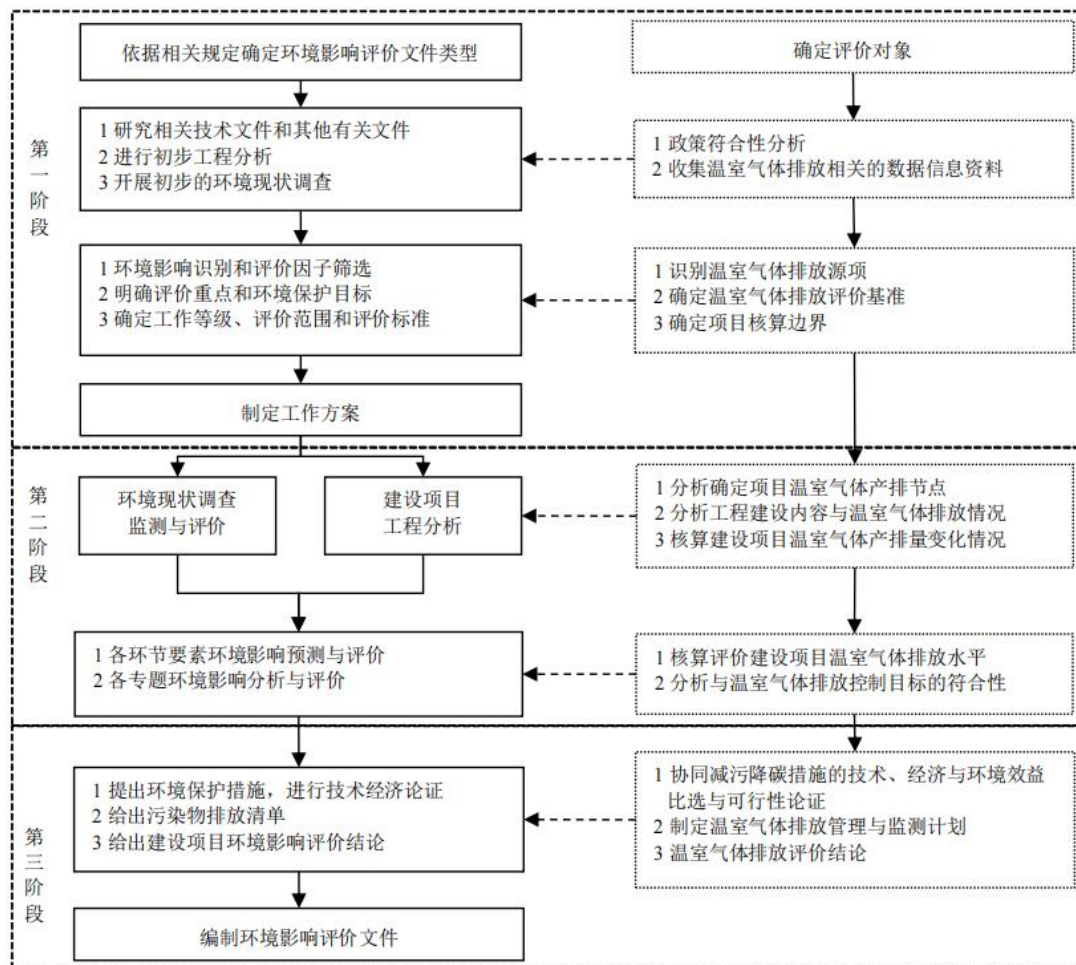 依据相关规定确定环境影响评价文件类型
确定评价对象
第一阶段
1 研究相关技术文件和其他有关文件
2 进行初步工程分析
3 开展初步的环境现状调查
1 政策符合性分析
2 收集温室气体排放相关的数据信息资料
1 环境影响识别和评价因子筛选
2 明确评价重点和环境保护目标
3 确定工作等级、评价范围和评价标准
1 识别温室气体排放源项
2 确定温室气体排放评价基准
3 确定项目核算边界
制定工作方案
第二阶段
环境现状调查
监测与评价
建设项目
工程分析
1 分析确定项目温室气体产排节点
2 分析工程建设内容与温室气体排放情况
3 核算建设项目温室气体产排量变化情况
1 各环节要素环境影响预测与评价
2 各专题环境影响分析与评价
1 核算评价建设项目温室气体排放水平
2 分析与温室气体排放控制目标的符合性
第三阶段
1 提出环境保护措施，进行技术经济论证
2 给出污染物排放清单
3 给出建设项目环境影响评价结论
1 协同减污降碳措施的技术、经济与环境效益
比选与可行性论证
2 制定温室气体排放管理与监测计划
3 温室气体排放评价结论
编制环境影响评价文件